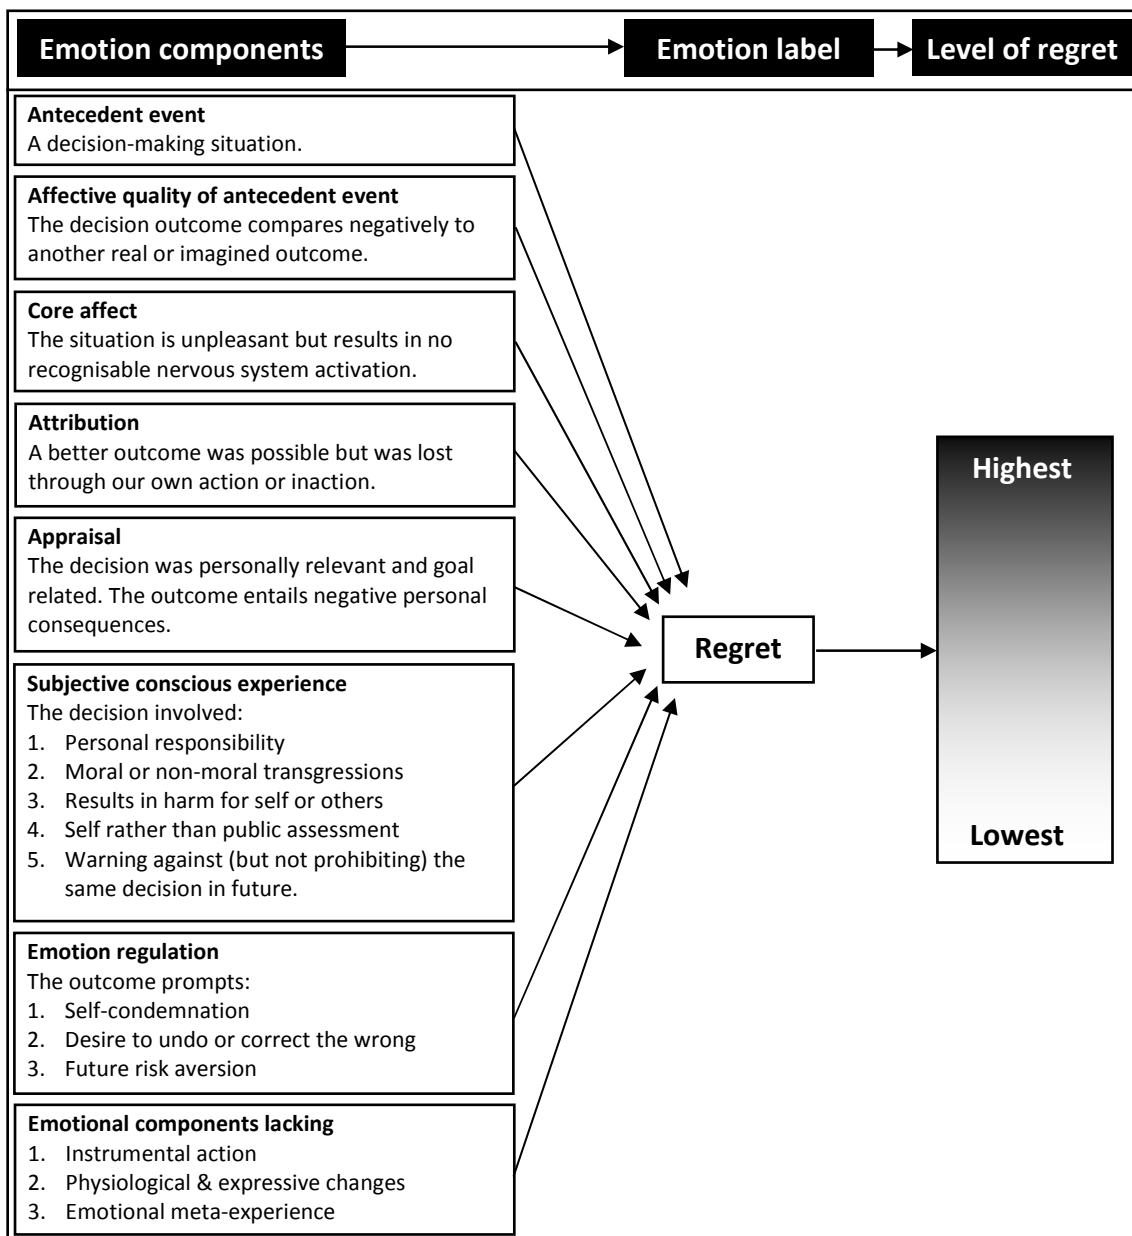 Emotion components
Emotion label
Level of regret
Antecedent event
A decision-making situation.
Affective quality of antecedent event
The decision outcome compares negatively to
another real or imagined outcome.
Core affect
The situation is unpleasant but results in no
recognisable nervous system activation.
Attribution
A better outcome was possible but was lost
through our own action or inaction.
Appraisal
The decision was personally relevant and goal
related. The outcome entails negative personal
consequences.
Subjective conscious experience
The decision involved:
1. Personal responsibility
2. Moral or non-moral transgressions
3. Results in harm for self or others
4. Self rather than public assessment
5. Warning against (but not prohibiting) the
same decision in future.
Emotion regulation
The outcome prompts:
1. Self-condemnation
2. Desire to undo or correct the wrong
3. Future risk aversion
Emotional components lacking
1. Instrumental action
2. Physiological & expressive changes
3. Emotional meta-experience
Regret
Highest
Lowest